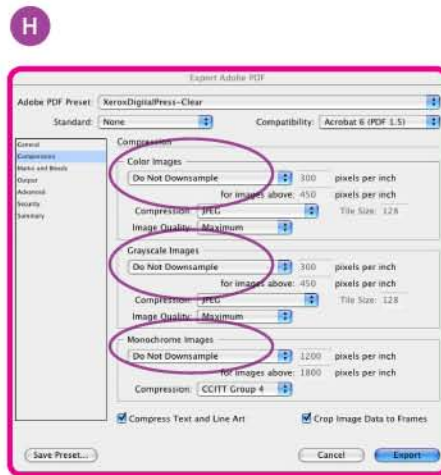 H
Export Adobe PDF
Adobe PDF Preset: XeroxDigitalPress-Clear
Standard: None Compatibility: Acrobat 6 (PDF 1.5)
General
Compression
Marks and Bleeds
Output
Advanced
Security
Summary
Compression
Color Images
Do Not Downsample 300 pixels per inch
for images above: 450 pixels per inch
Compression: JPEG Tile Size: 128
Image Quality: Maximum
Grayscale Images
Do Not Downsample 300 pixels per inch
for images above: 450 pixels per inch
Compression: JPEG Tile Size: 128
Image Quality: Maximum
Monochrome Images
Do Not Downsample 1200 pixels per inch
for images above: 1800 pixels per inch
Compression: CCITT Group 4
Compress Text and Line Art Crop Image Data to Frames
Save Preset... Cancel Export